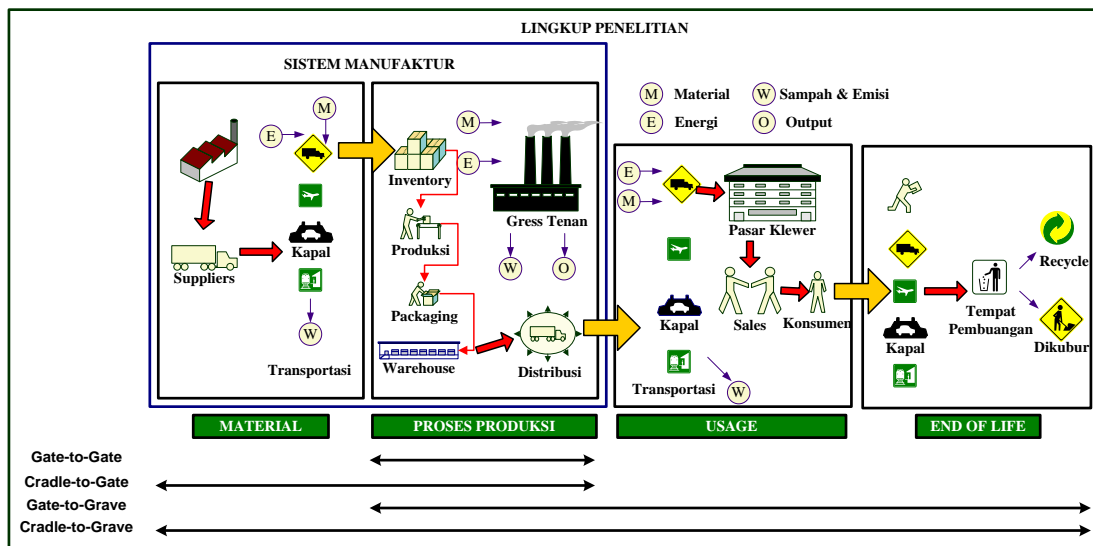 LINGKUP PENELITIAN
SISTEM MANUFAKTUR
M
E
Suppliers
Kapal
W
Transportasi
Inventory
M
E
Gress Tenan
Produksi
W
O
Packaging
Warehouse
Distribusi
M Material
W Sampah & Emisi
E Energi
O Output
E
M
Pasar Klewer
Kapal
Sales
Konsumen
Transportasi
W
Kapal
Tempat
Pembuangan
Recycle
Dikubur
MATERIAL
PROSES PRODUKSI
USAGE
END OF LIFE
Gate-to-Gate
Cradle-to-Gate
Gate-to-Grave
Cradle-to-Grave